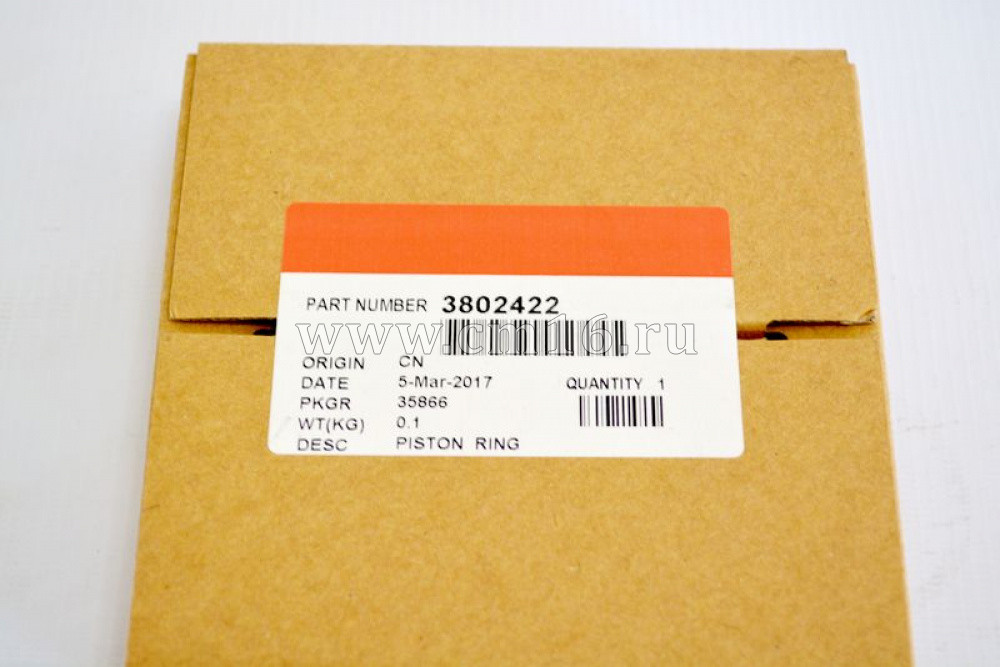 PART NUMBER 3802422
www.cm16.ru
ORIGIN CN
DATE 5-Mar-2017 QUANTITY 1
PKGR 35866
WT(KG) 0.1
DESC PISTON RING